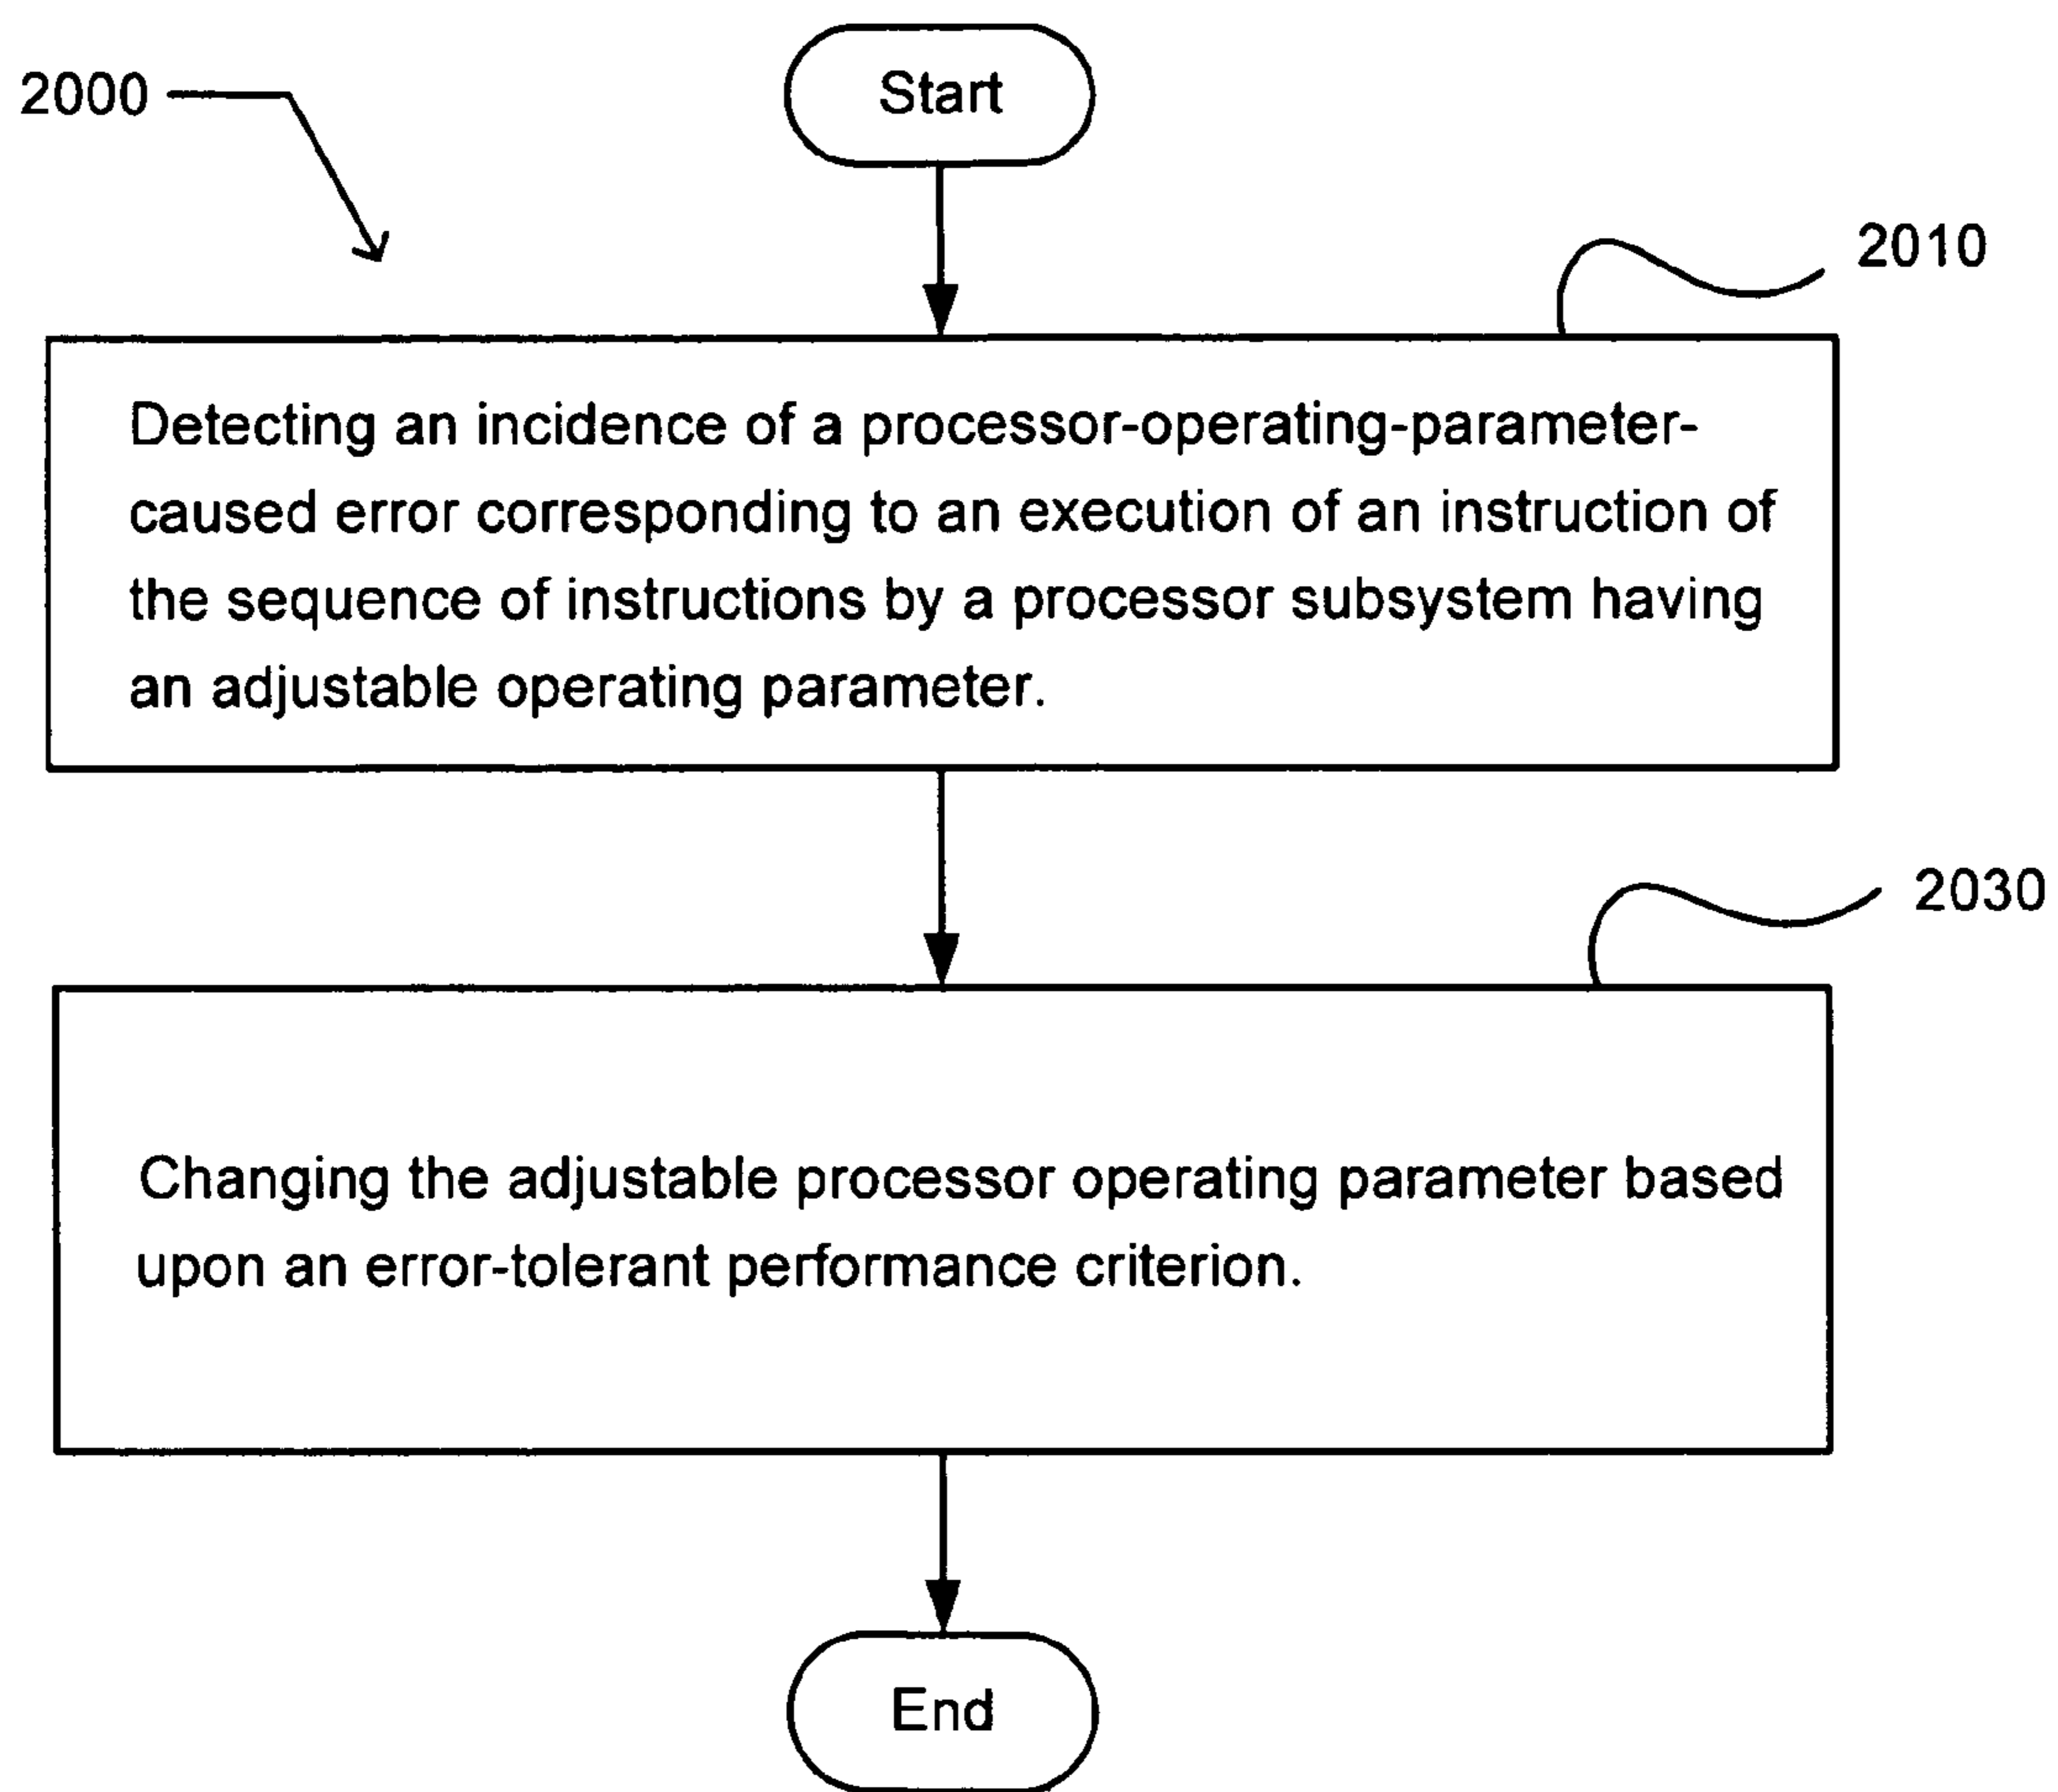 Start
2000
2010
Detecting an incidence of a processor-operating-parameter-
caused error corresponding to an execution of an instruction of
the sequence of instructions by a processor subsystem having
an adjustable operating parameter.
2030
Changing the adjustable processor operating parameter based
upon an error-tolerant performance criterion.
End